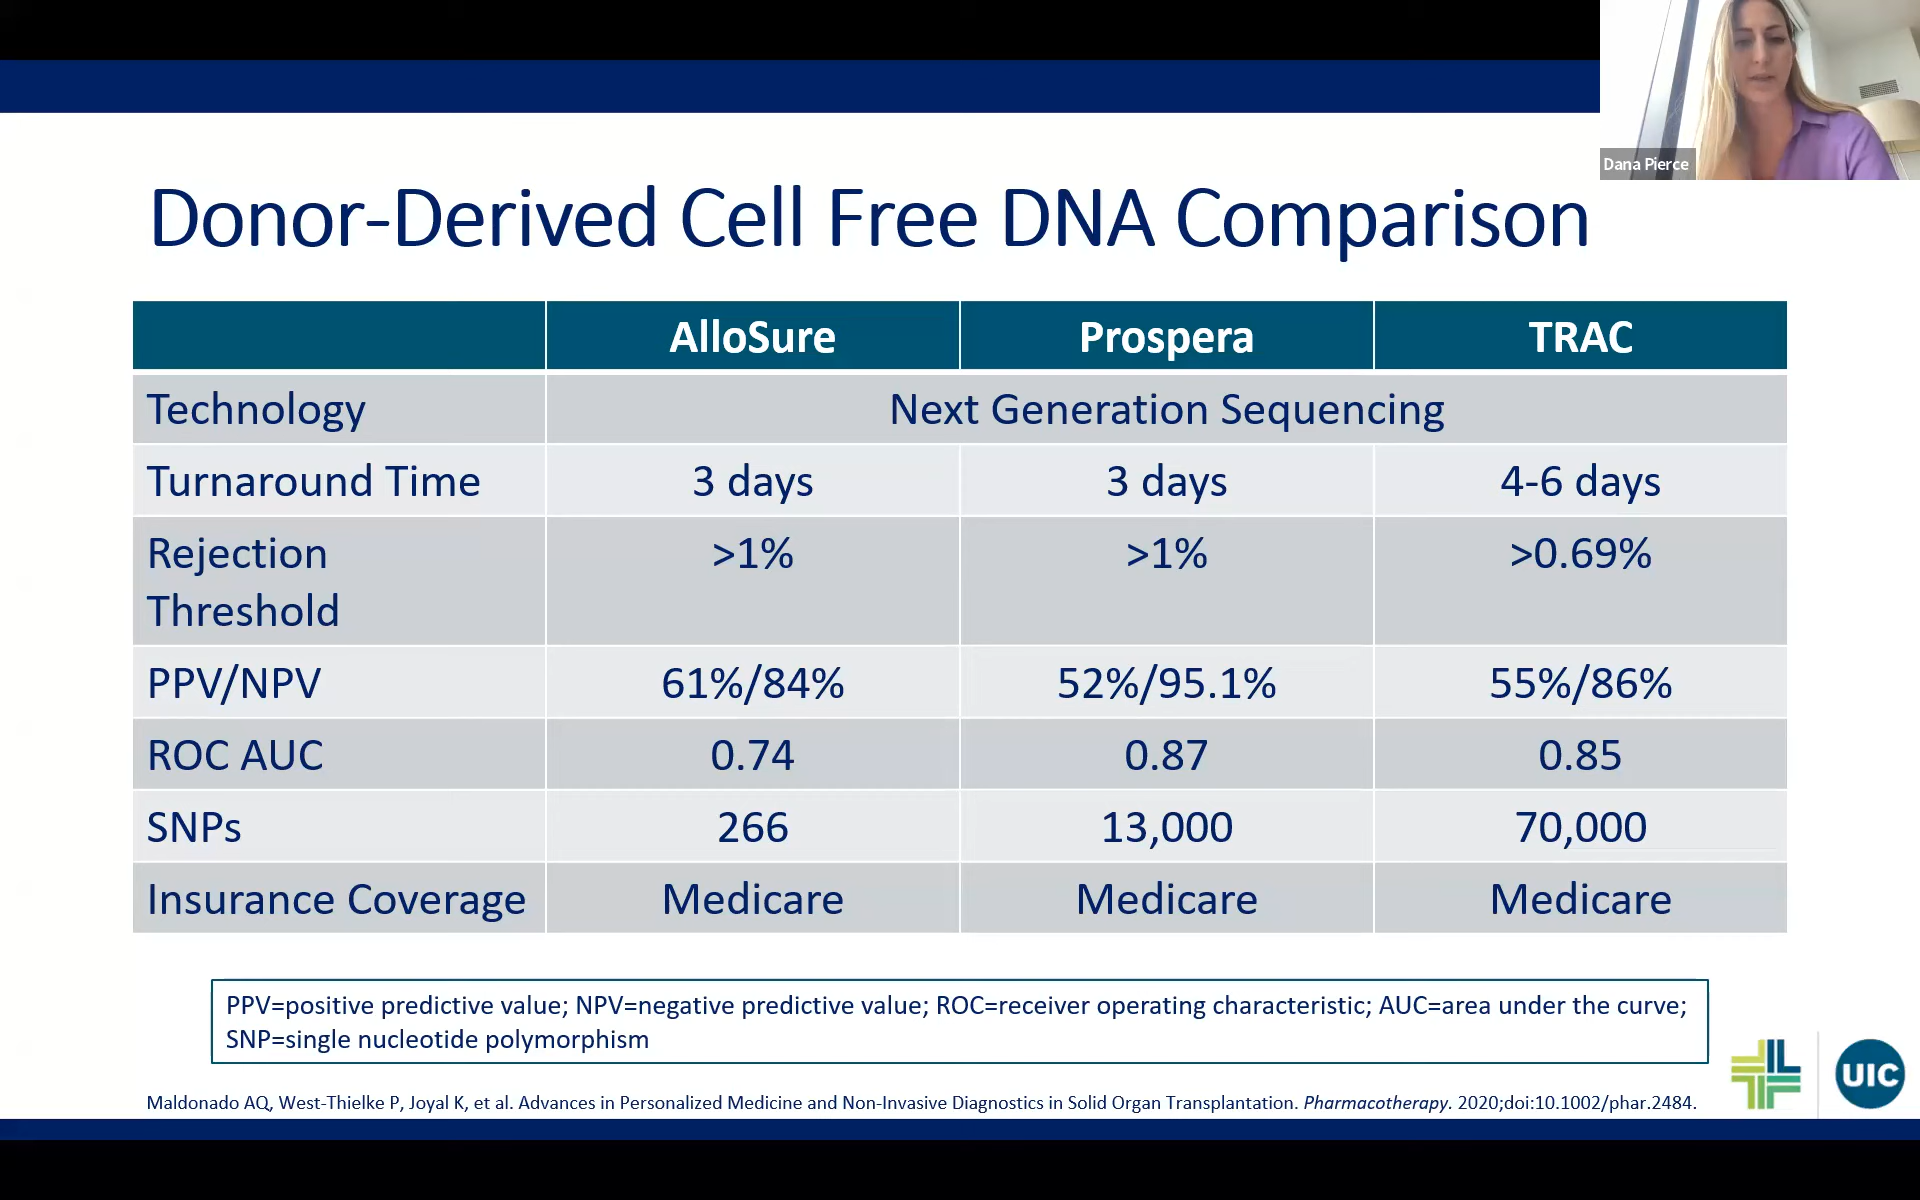 Dana Pierce
Donor-Derived Cell Free DNA Comparison
AlloSure Prospera TRAC
Technology Next Generation Sequencing
Turnaround Time 3 days 3 days 4-6 days
Rejection >1% >1% >0.69%
Threshold
PPV/NPV 61%/84% 52%/95.1% 55%/86%
ROC AUC 0.74 0.87 0.85
SNPs 266 13,000 70,000
Insurance Coverage Medicare Medicare Medicare
PPV=positive predictive value; NPV=negative predictive value; ROC=receiver operating characteristic; AUC=area under the curve;
SNP=single nucleotide polymorphism
UIC
Maldonado AQ, West-Thielke P, Joyal K, et al. Advances in Personalized Medicine and Non-Invasive Diagnostics in Solid Organ Transplantation. Pharmacotherapy. 2020;doi:10.1002/phar.2484.